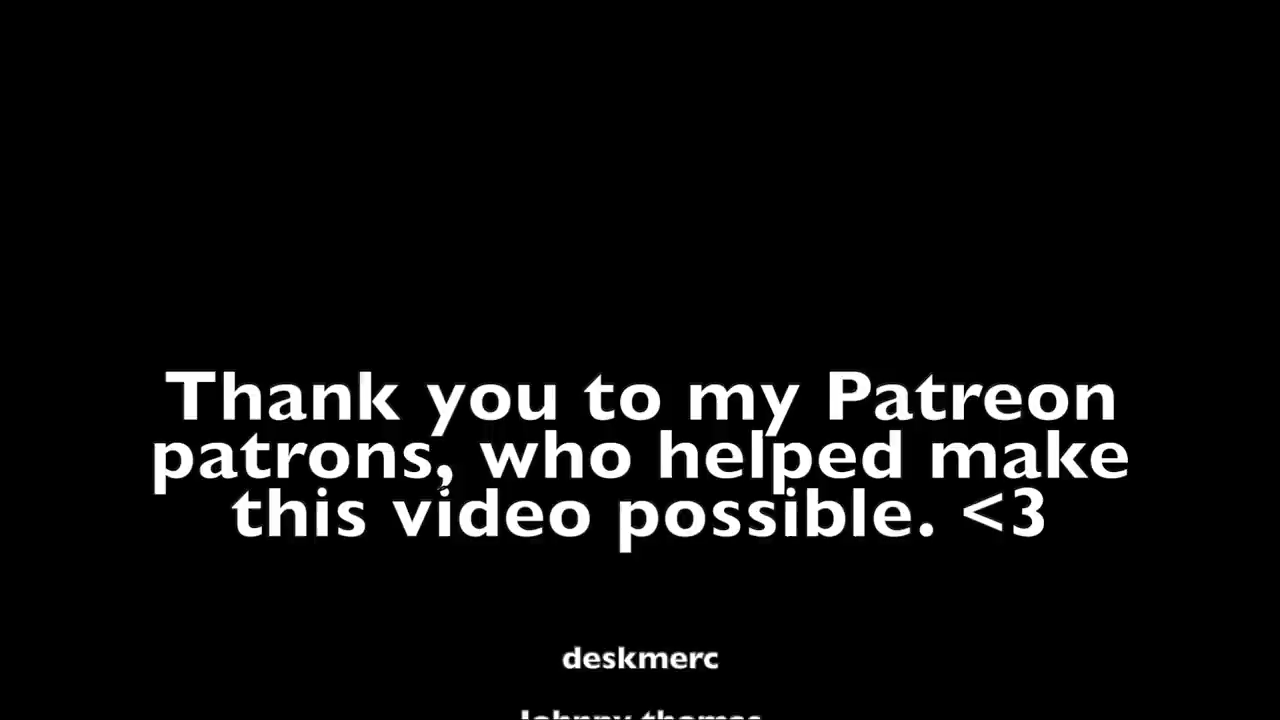 Thank you to my Patreon
patrons, who helped make
this video possible. <3
deskmerc
Johnny thomas